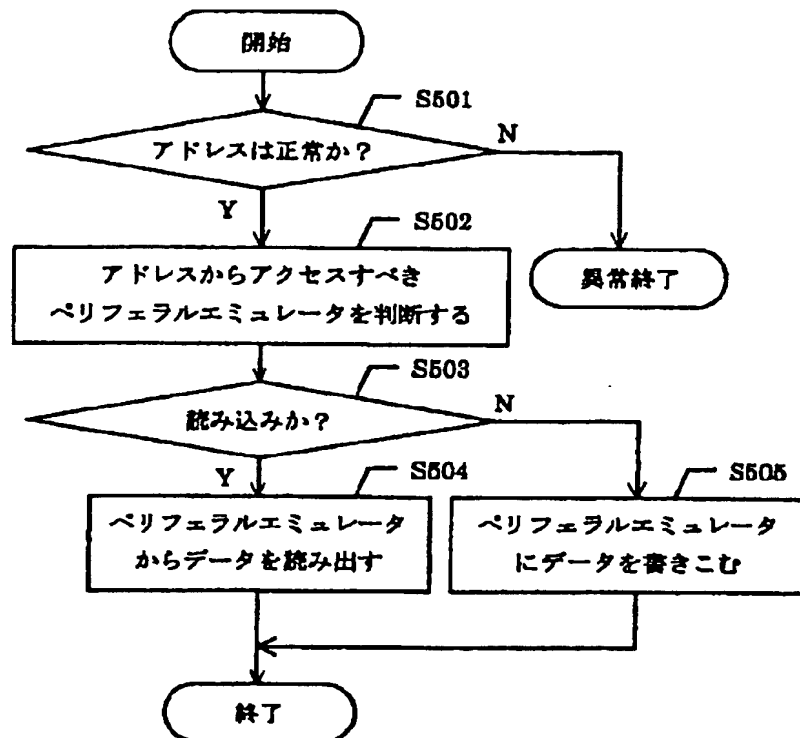 開始
S501
アドレスは正常か？
N
Y
S502
アドレスからアクセスすべき
ペリフェラルエミュレータを判断する
異常終了
S503
読み込みか？
N
Y
S504
S505
ペリフェラルエミュレータ
からデータを読み出す
ペリフェラルエミュレータ
にデータを書きこむ
終了